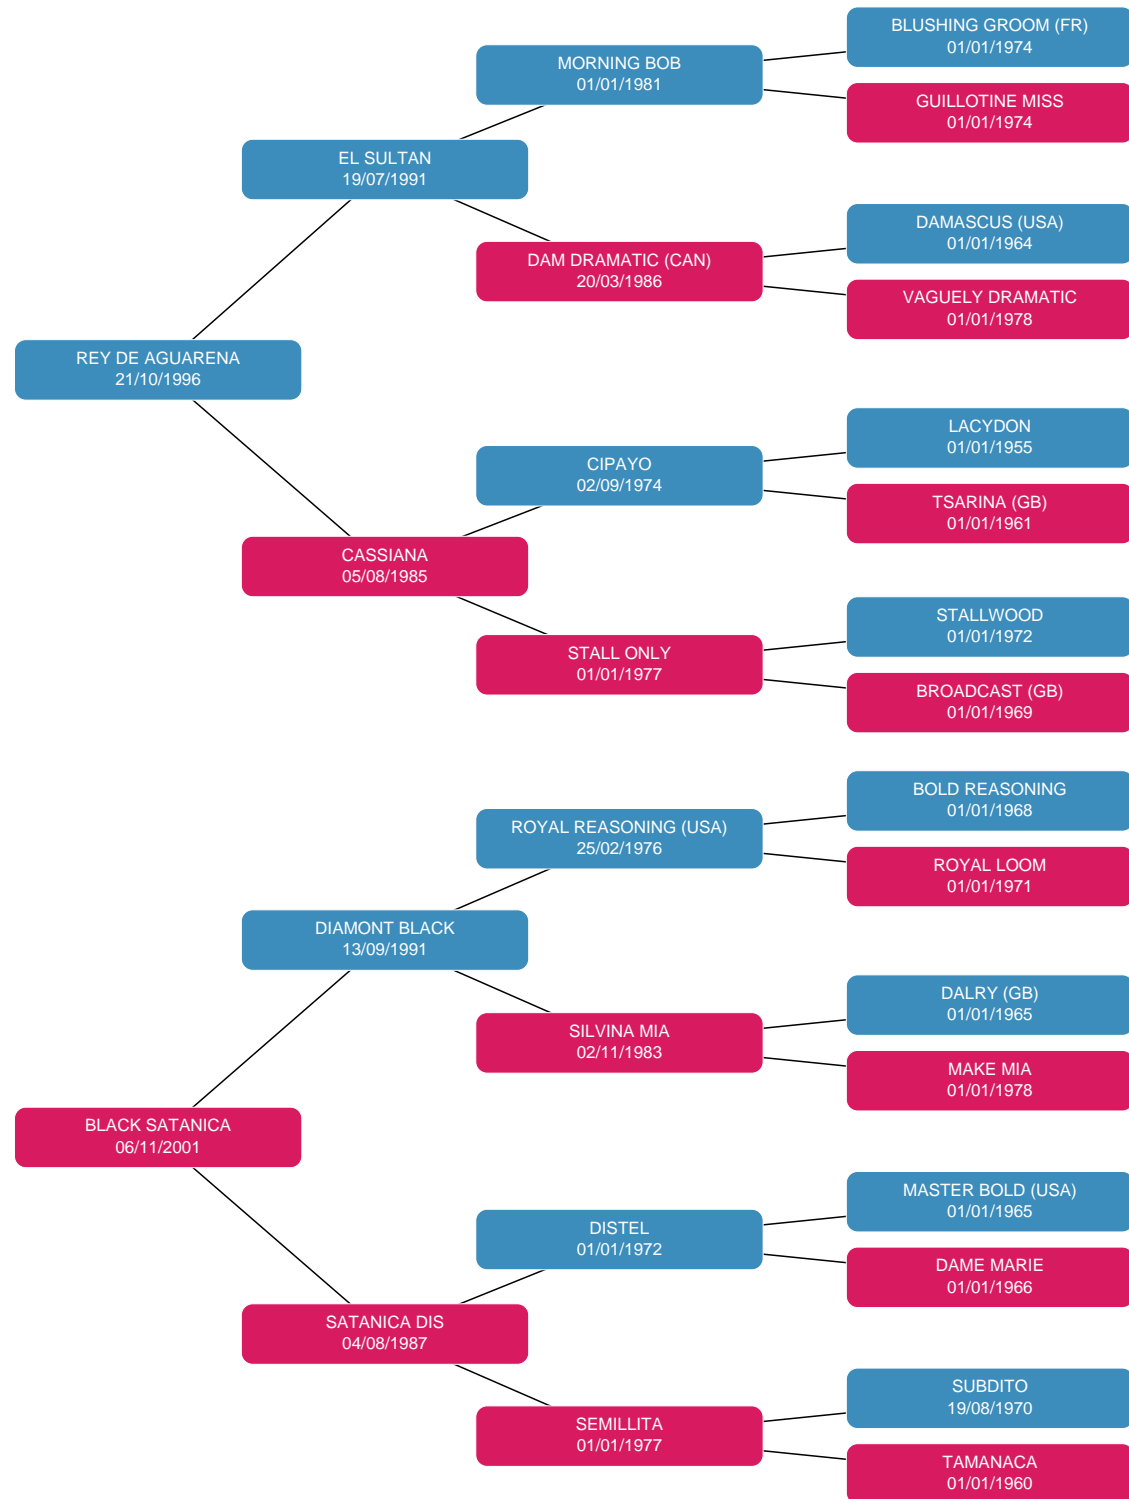 BLUSHING GROOM (FR)
01/01/1974
MORNING BOB
01/01/1981
GUILLOTINE MISS
01/01/1974
EL SULTAN
19/07/1991
DAMASCUS (USA)
01/01/1964
DAM DRAMATIC (CAN)
20/03/1986
VAGUELY DRAMATIC
01/01/1978
REY DE AGUARENA
21/10/1996
LACYDON
01/01/1955
CIPAYO
02/09/1974
TSARINA (GB)
01/01/1961
CASSIANA
05/08/1985
STALLWOOD
01/01/1972
STALL ONLY
01/01/1977
BROADCAST (GB)
01/01/1969
BOLD REASONING
01/01/1968
ROYAL REASONING (USA)
25/02/1976
ROYAL LOOM
01/01/1971
DIAMONT BLACK
13/09/1991
DALRY (GB)
01/01/1965
SILVINA MIA
02/11/1983
MAKE MIA
01/01/1978
BLACK SATANICA
06/11/2001
MASTER BOLD (USA)
01/01/1965
DISTEL
01/01/1972
DAME MARIE
01/01/1966
SATANICA DIS
04/08/1987
SUBDITO
19/08/1970
SEMILLITA
01/01/1977
TAMANACA
01/01/1960